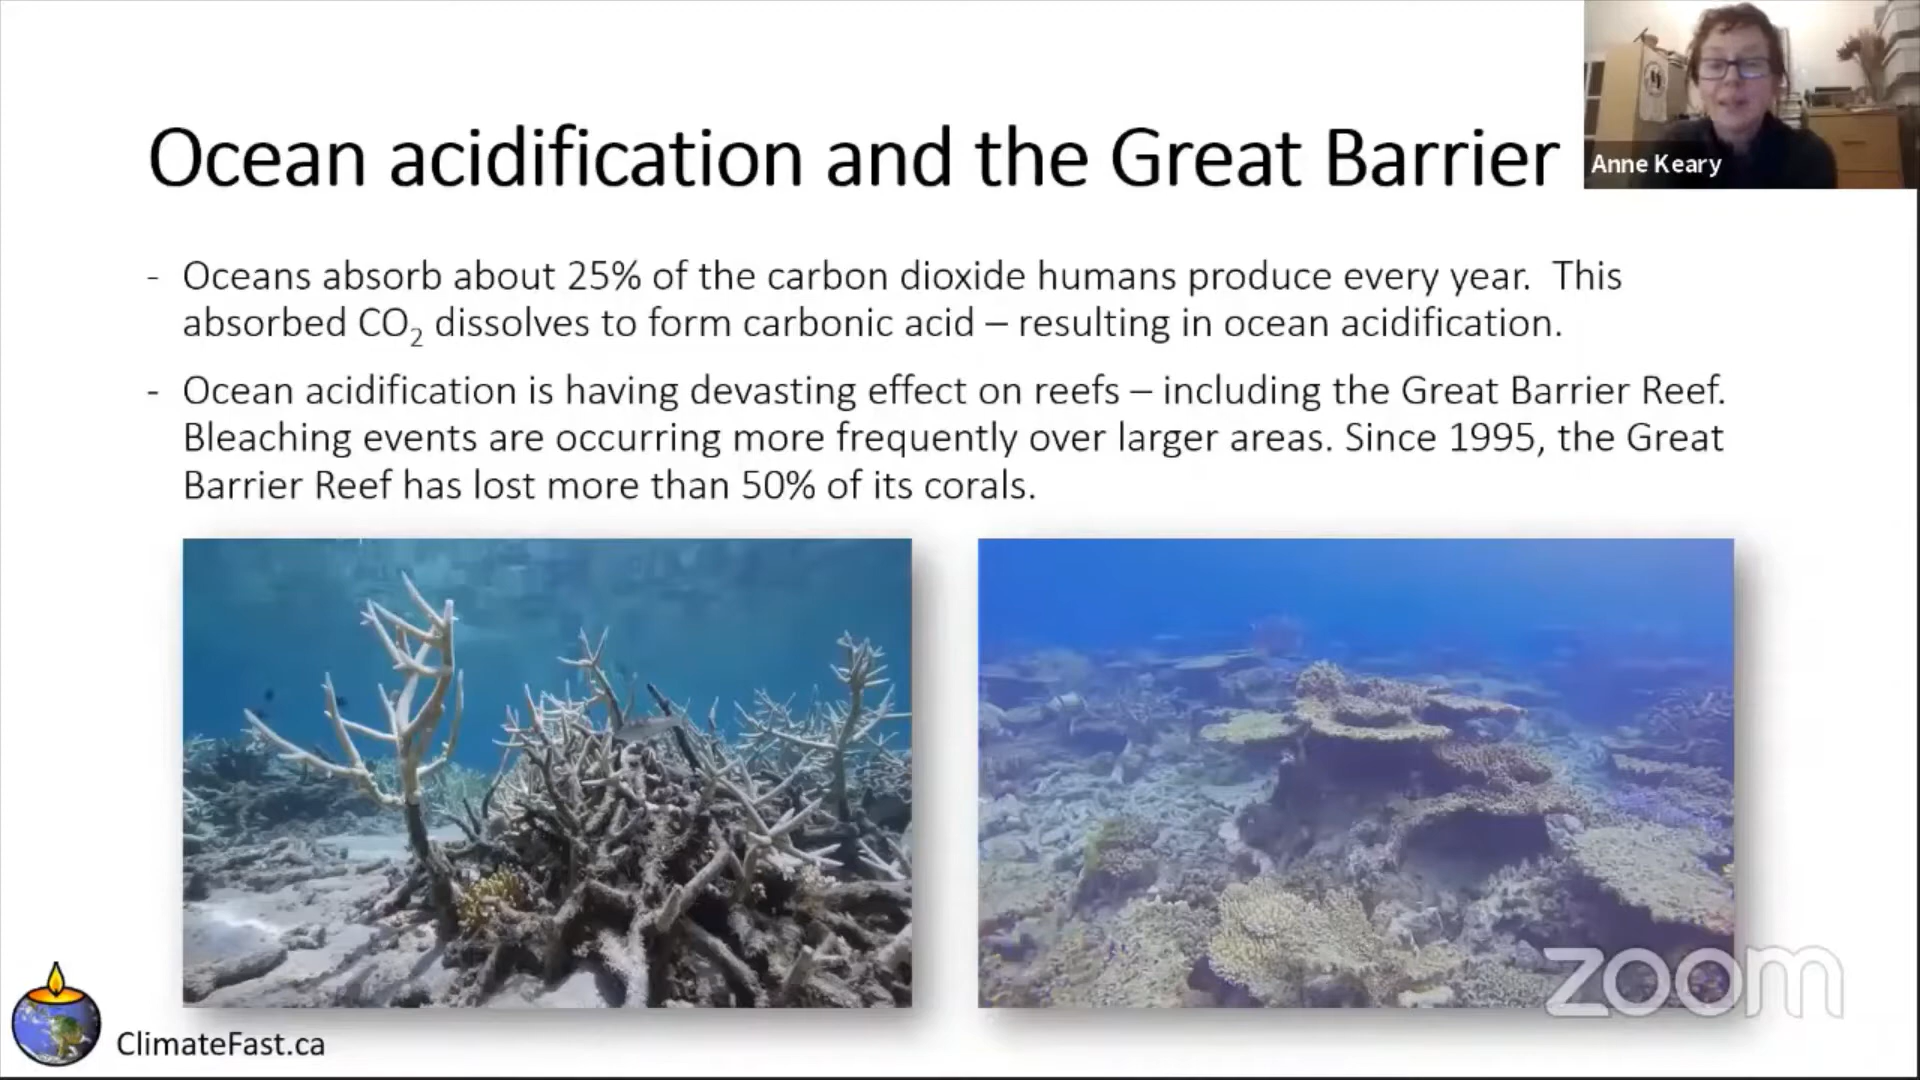 Ocean acidification and the Great Barrier
Anne Keary
- Oceans absorb about 25% of the carbon dioxide humans produce every year. This
absorbed CO₂ dissolves to form carbonic acid – resulting in ocean acidification.
- Ocean acidification is having devasting effect on reefs – including the Great Barrier Reef.
Bleaching events are occurring more frequently over larger areas. Since 1995, the Great
Barrier Reef has lost more than 50% of its corals.
zoom
ClimateFast.ca